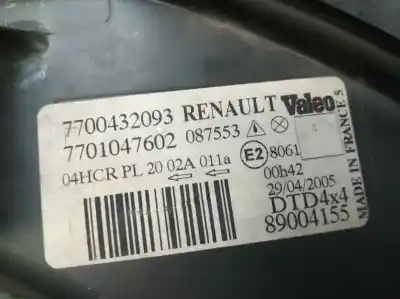 7700432093 RENAULT Valeo
7701047602 087553
04HCR PL 20 02A 011a E2 8061
00h42
29/04/2005
DTD4x4
89004155
MADE IN FRANCE 5